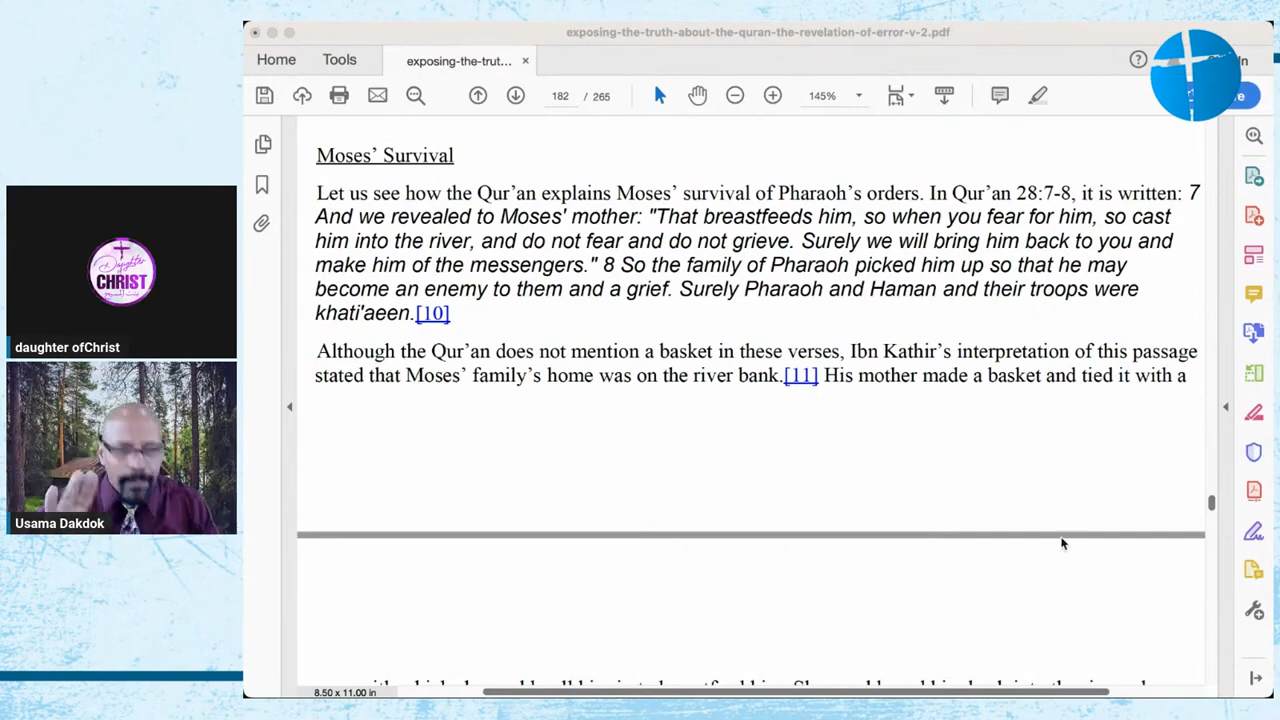 exposing-the-truth-about-the-quran-the-revelation-of-error-v-2.pdf
Home
Tools
exposing-the-trut...
In
182 / 265
145%
Moses’ Survival
Let us see how the Qur’an explains Moses’ survival of Pharaoh’s orders. In Qur’an 28:7-8, it is written: 7
And we revealed to Moses' mother: "That breastfeeds him, so when you fear for him, so cast
him into the river, and do not fear and do not grieve. Surely we will bring him back to you and
make him of the messengers." 8 So the family of Pharaoh picked him up so that he may
become an enemy to them and a grief. Surely Pharaoh and Haman and their troops were
khati'aeen.[10]
Although the Qur’an does not mention a basket in these verses, Ibn Kathir’s interpretation of this passage
stated that Moses’ family’s home was on the river bank.[11] His mother made a basket and tied it with a
8.50 x 11.00 in
Daughter
of
CHRIST
daughter ofChrist
Usama Dakdok